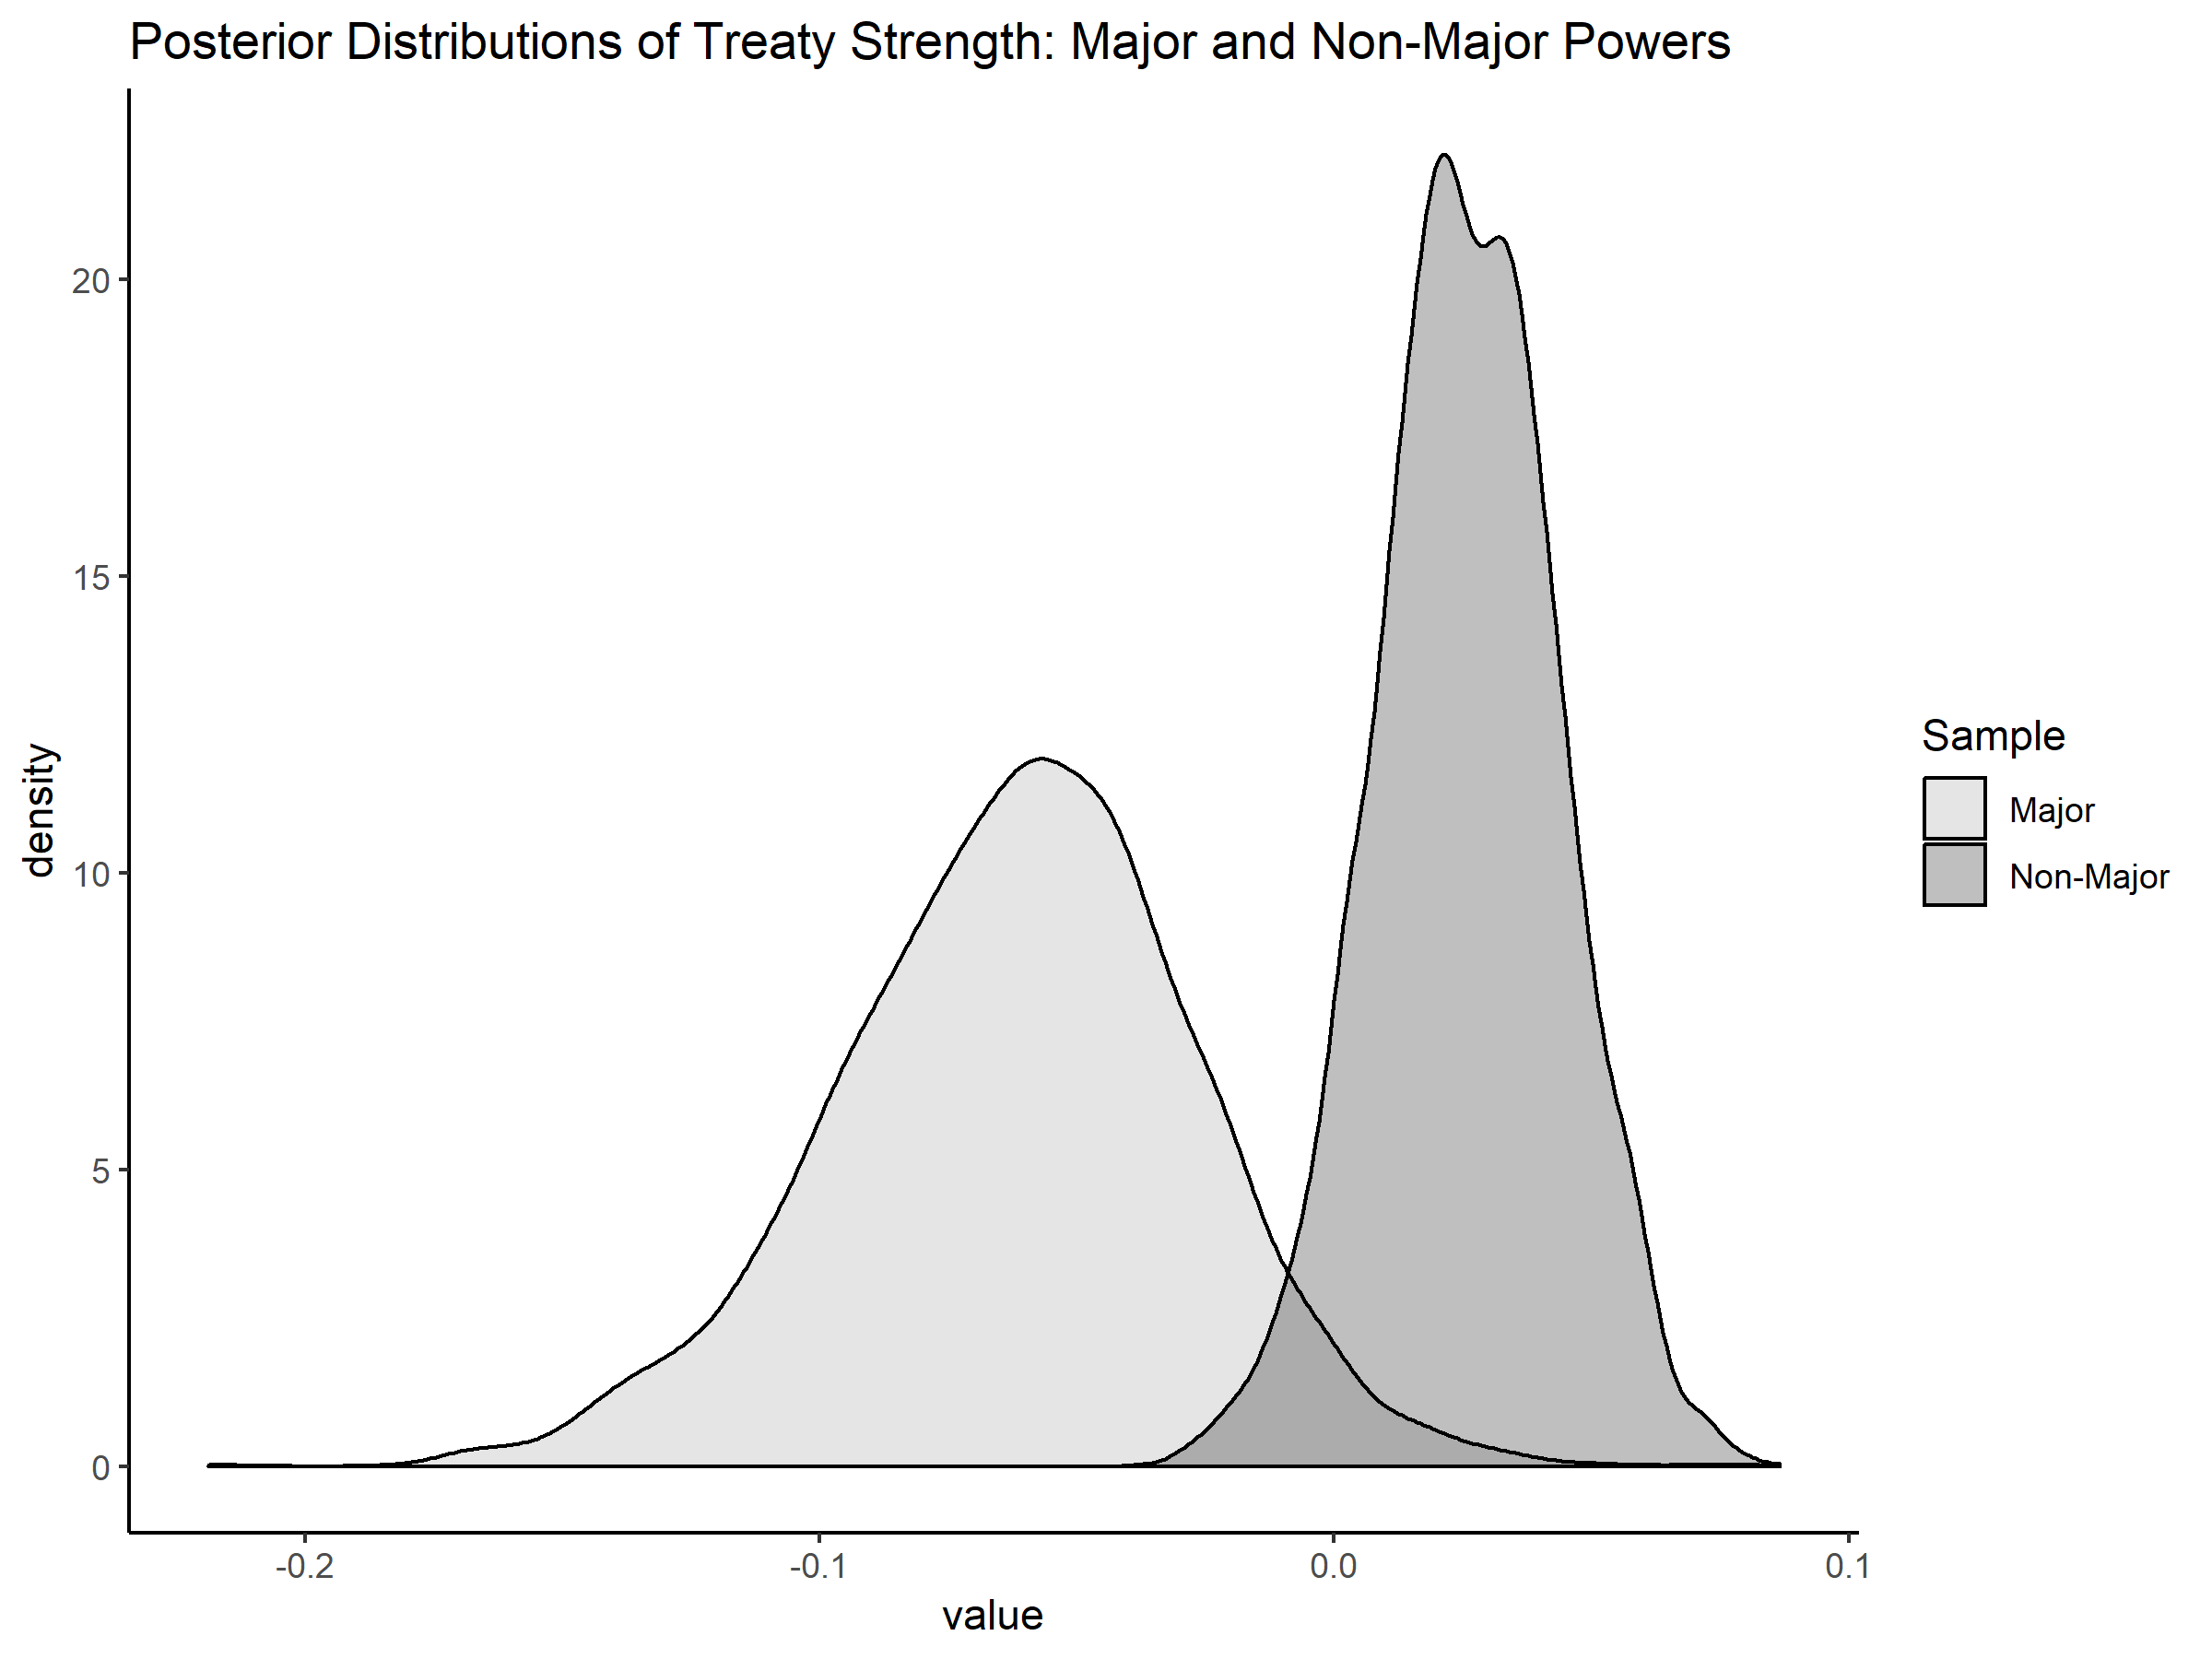 Posterior Distributions of Treaty Strength: Major and Non-Major Powers
density
20
15
10
5
0
-0.2
-0.1
0.0
0.1
value
Sample
Major
Non-Major